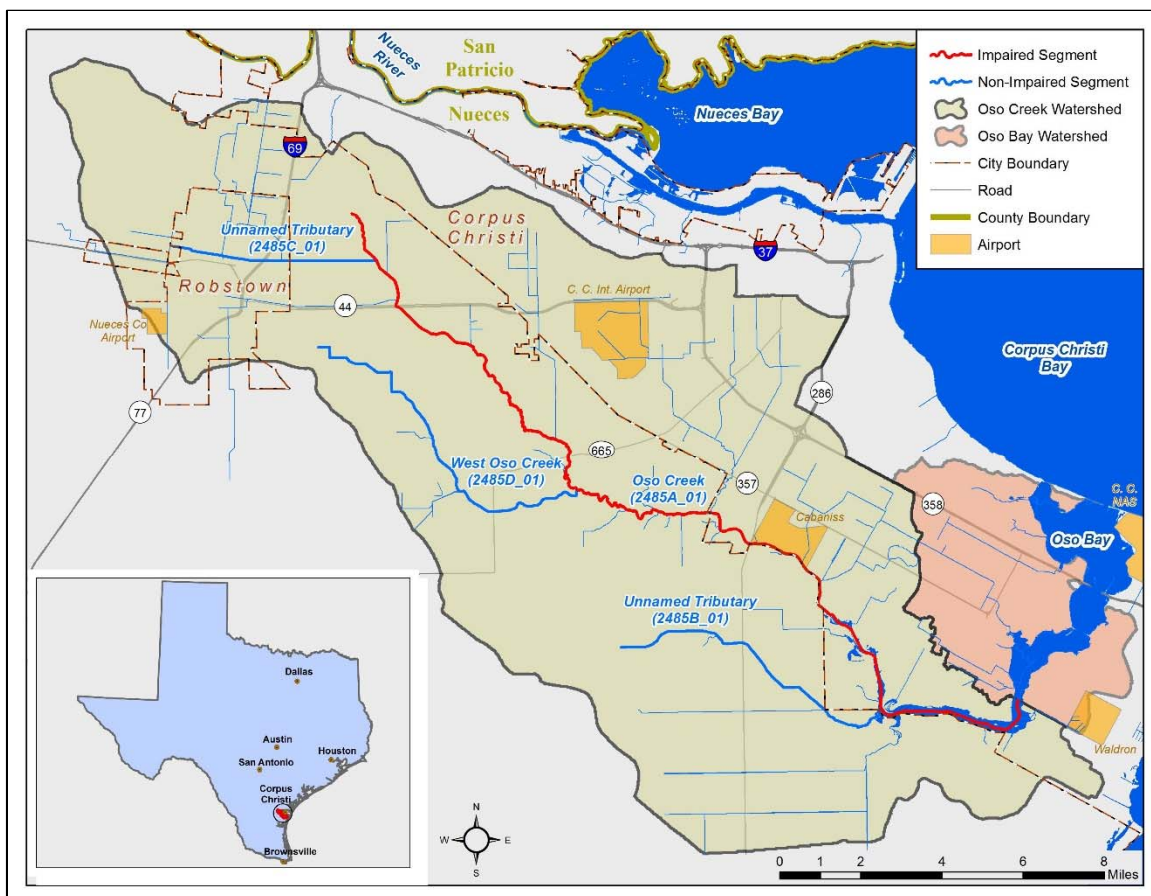 Nueces
River
San
Patricio
Nueces
Nueces Bay
Impaired Segment
Non-Impaired Segment
Oso Creek Watershed
Oso Bay Watershed
City Boundary
Road
County Boundary
Airport
69
37
Unnamed Tributary
(2485C_01)
Corpus
Christi
Robstown
44
C. C. Int. Airport
Nueces Co
Airport
77
Corpus Christi
Bay
286
665
West Oso Creek
(2485D_01)
Oso Creek
(2485A_01)
357
358
C. C.
NAS
Cabaniss
Oso Bay
Unnamed Tributary
(2485B_01)
Waldron
Dallas
Austin
Houston
San Antonio
Corpus
Christi
Brownsville
N
W
E
S
0 1 2 4 6 8
Miles